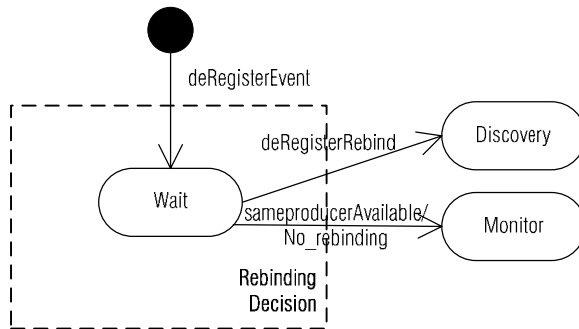 deRegisterEvent
deRegisterRebind
Discovery
Wait
sameproducerAvailable/
No_rebinding
Monitor
Rebinding
Decision